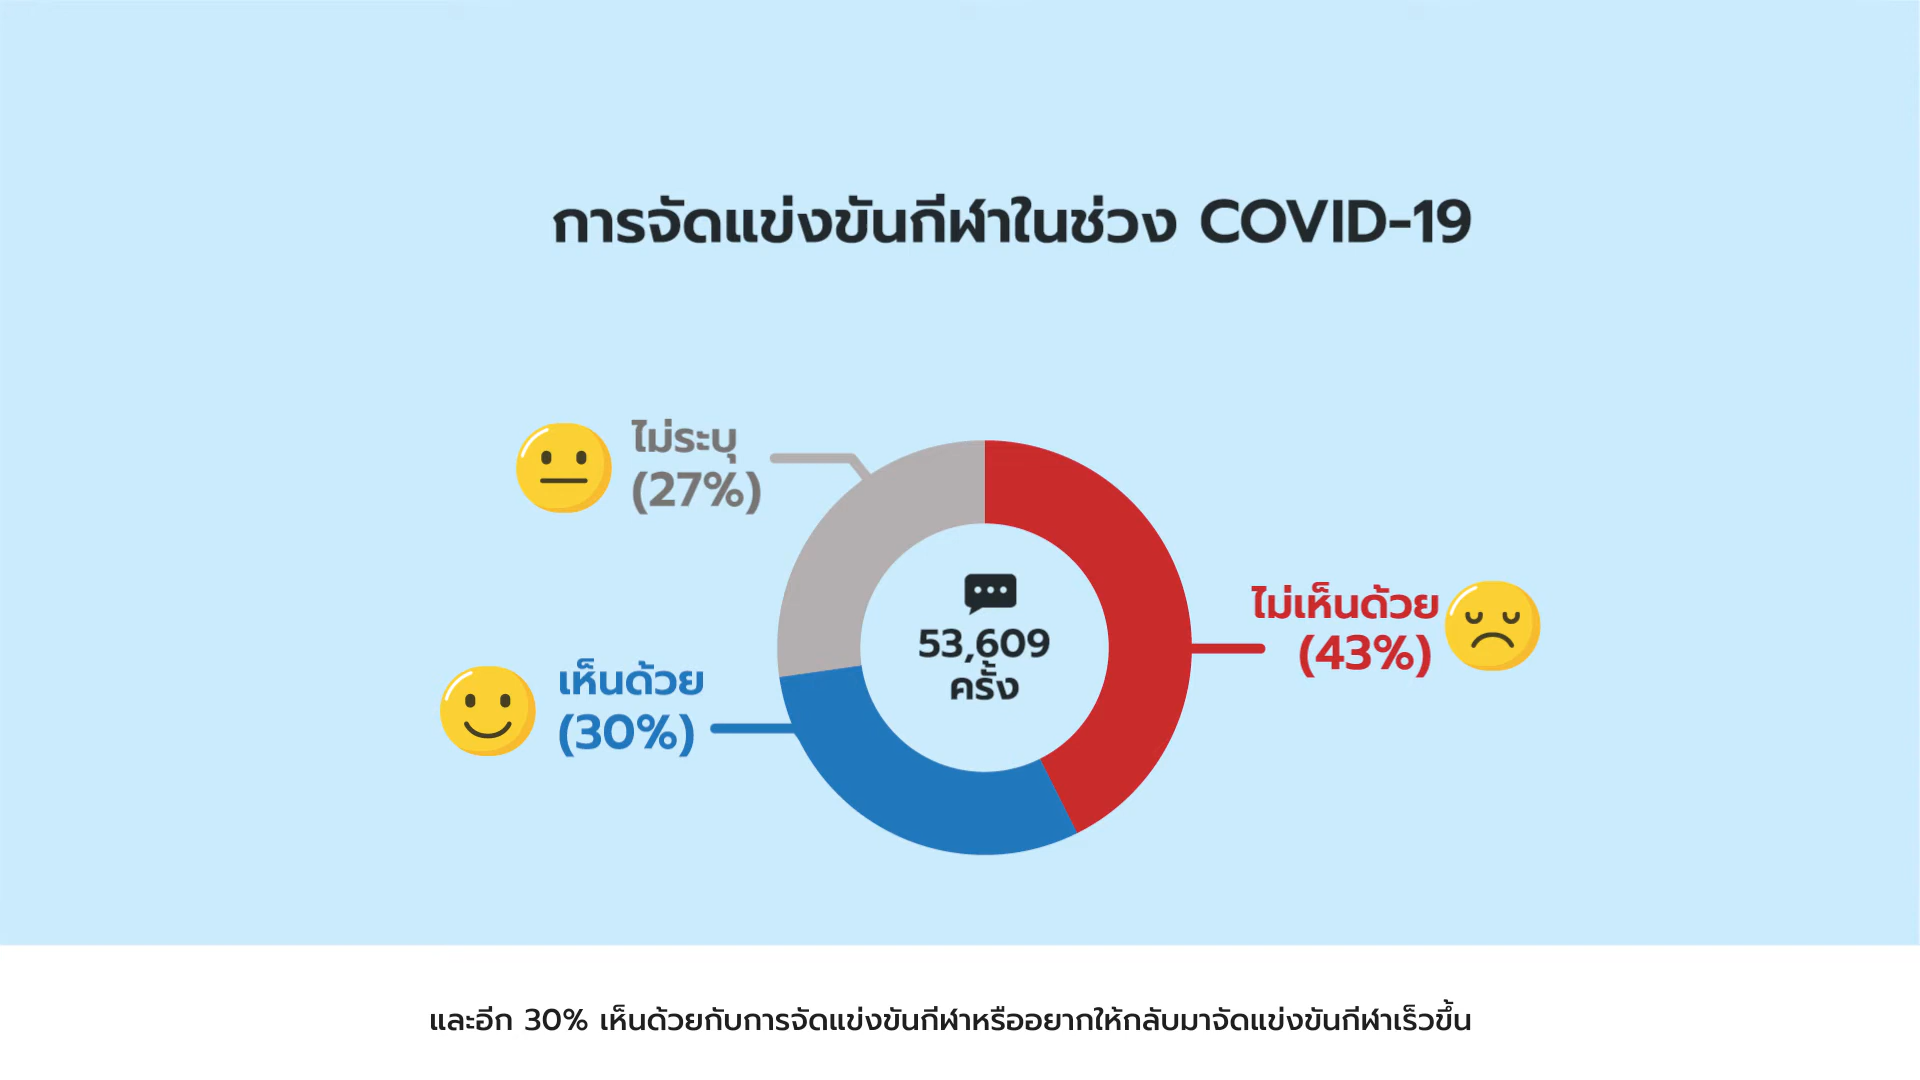 การจัดแข่งขันกีฬาในช่วง COVID-19
ไม่ระบุ
(27%)
ไม่เห็นด้วย
(43%)
53,609
ครั้ง
เห็นด้วย
(30%)
และอีก 30% เห็นด้วยกับการจัดแข่งขันกีฬาหรืออยากให้กลับมาจัดแข่งขันกีฬาเร็วขึ้น